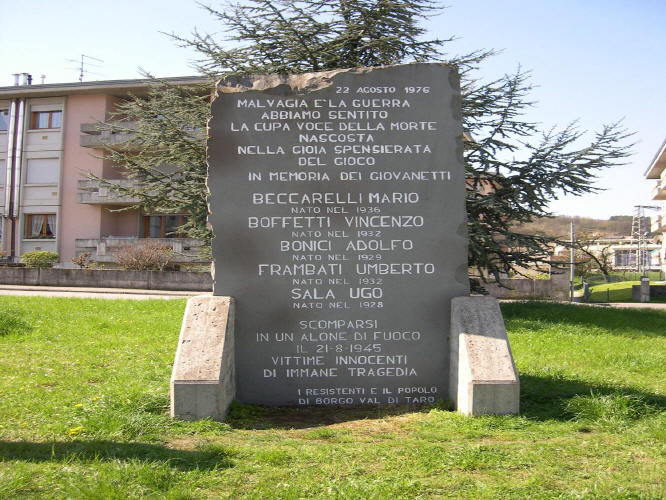 22 AGOSTO 1976
MALVAGIA E' LA GUERRA
ABBIAMO SENTITO
LA CUPA VOCE DELLA MORTE
NASCOSTA
NELLA GIOIA SPENSIERATA
DEL GIOCO
IN MEMORIA DEI GIOVANETTI
BECCARELLI MARIO
NATO NEL 1936
BOFFETTI VINCENZO
NATO NEL 1932
BONICI ADOLFO
NATO NEL 1929
FRAMBATI UMBERTO
NATO NEL 1932
SALA UGO
NATO NEL 1928
SCOMPARSI
IN UN ALONE DI FUOCO
IL 21-8-1945
VITTIME INNOCENTI
DI IMMANE TRAGEDIA
I RESISTENTI E IL POPOLO
DI BORGO VAL DI TARO